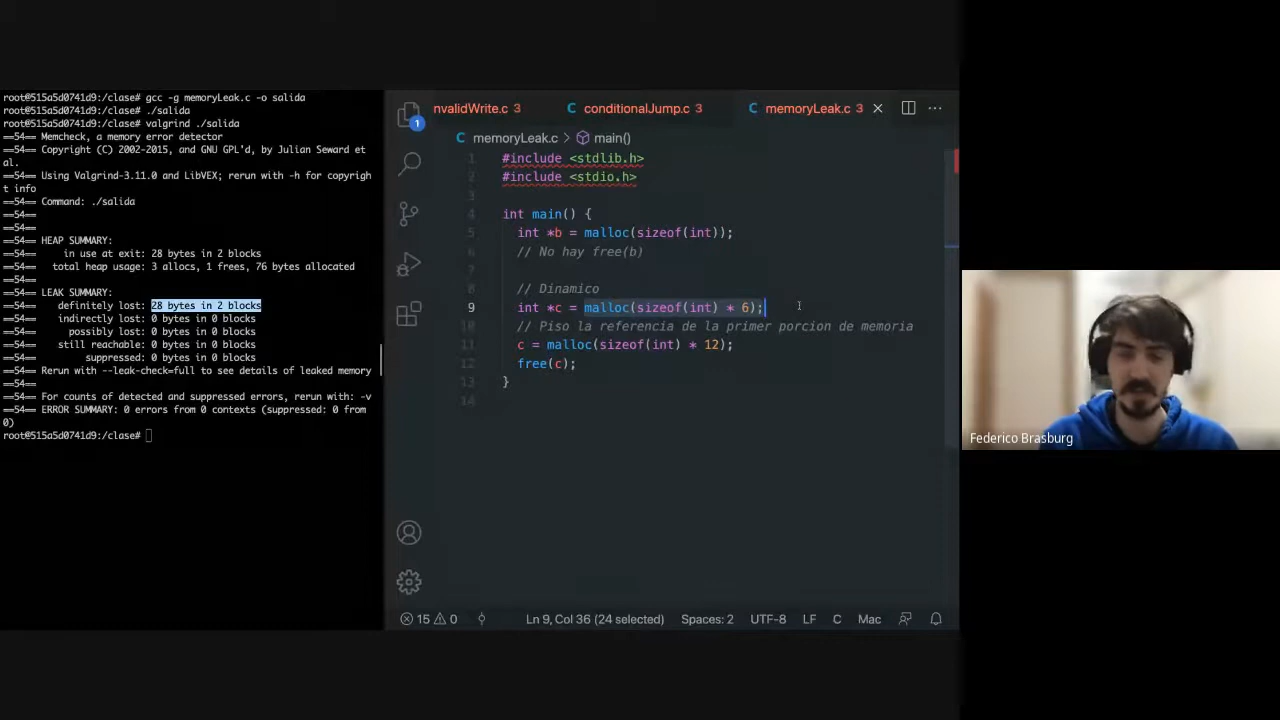 root@515a5d0741d9:/clase# gcc -g memoryLeak.c -o salida
root@515a5d0741d9:/clase# ./salida
root@515a5d0741d9:/clase# valgrind ./salida
==54== Memcheck, a memory error detector
==54== Copyright (C) 2002-2015, and GNU GPL'd, by Julian Seward et
al.
==54== Using Valgrind-3.11.0 and LibVEX; rerun with -h for copyrigh
t info
==54== Command: ./salida
==54==
==54==
==54== HEAP SUMMARY:
==54== in use at exit: 28 bytes in 2 blocks
==54== total heap usage: 3 allocs, 1 frees, 76 bytes allocated
==54==
==54== LEAK SUMMARY:
==54== definitely lost: 28 bytes in 2 blocks
==54== indirectly lost: 0 bytes in 0 blocks
==54== possibly lost: 0 bytes in 0 blocks
==54== still reachable: 0 bytes in 0 blocks
==54== suppressed: 0 bytes in 0 blocks
==54== Rerun with --leak-check=full to see details of leaked memory
==54==
==54== For counts of detected and suppressed errors, rerun with: -v
==54== ERROR SUMMARY: 0 errors from 0 contexts (suppressed: 0 from
0)
root@515a5d0741d9:/clase#
1
nvalidWrite.c 3 C conditionalJump.c 3 C memoryLeak.c 3
C memoryLeak.c > main()
1 #include <stdlib.h>
2 #include <stdio.h>
3
4 int main() {
5 int *b = malloc(sizeof(int));
6 // No hay free(b)
7
8 // Dinamico
9 int *c = malloc(sizeof(int) * 6);
10 // Piso la referencia de la primer porcion de memoria
11 c = malloc(sizeof(int) * 12);
12 free(c);
13 }
14
15 0 Ln 9, Col 36 (24 selected) Spaces: 2 UTF-8 LF C Mac
Federico Brasburg